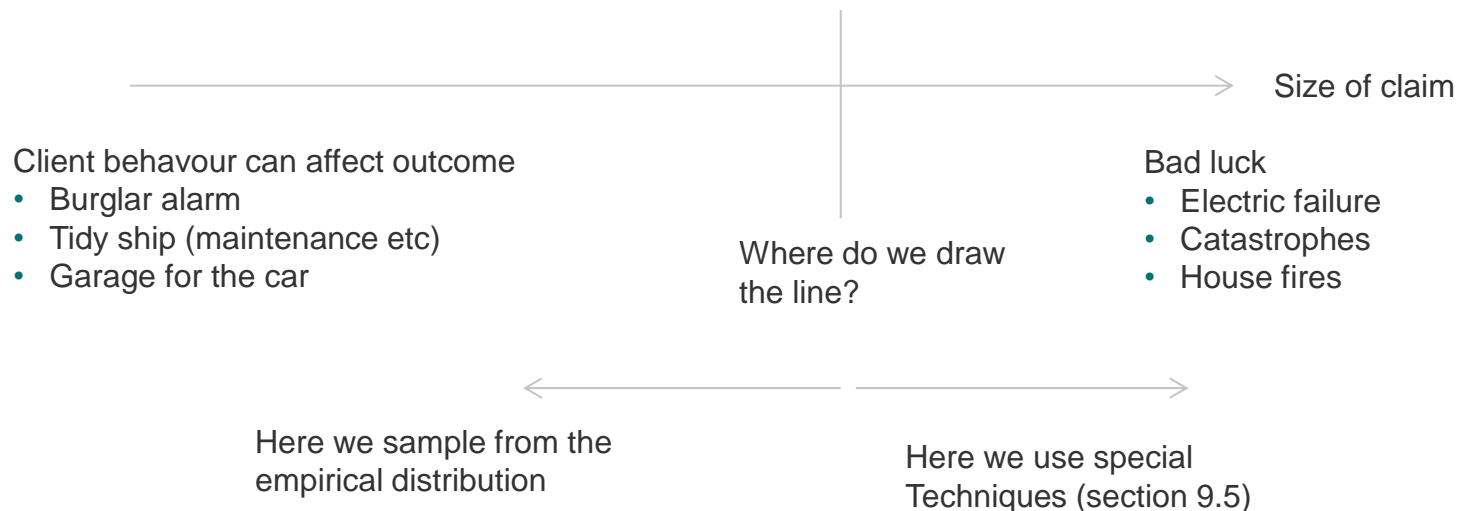 Size of claim
Client behavour can affect outcome
• Burglar alarm
• Tidy ship (maintenance etc)
• Garage for the car
Where do we draw
the line?
Bad luck
• Electric failure
• Catastrophes
• House fires
Here we sample from the
empirical distribution
Here we use special
Techniques (section 9.5)